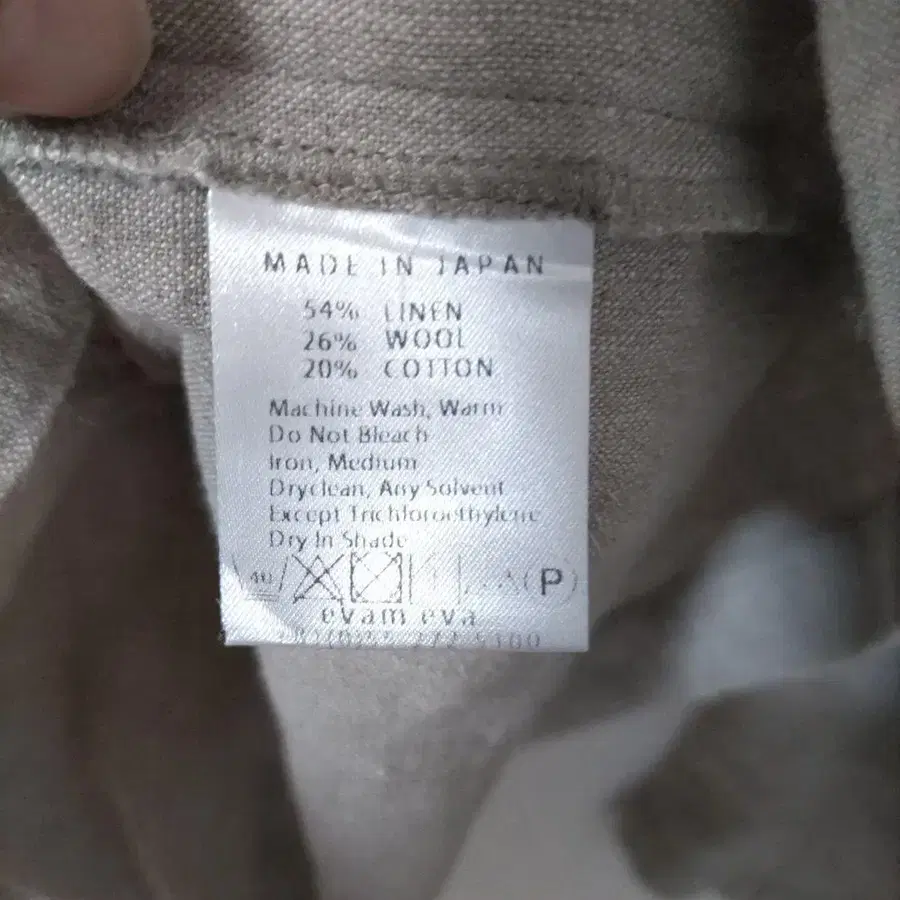 MADE IN JAPAN
54% LINEN
26% WOOL
20% COTTON
Machine Wash, Warm
Do Not Bleach
Iron, Medium
Dryclean, Any Solvent
Except Trichloroethylene
Dry In Shade
40 P
evam eva